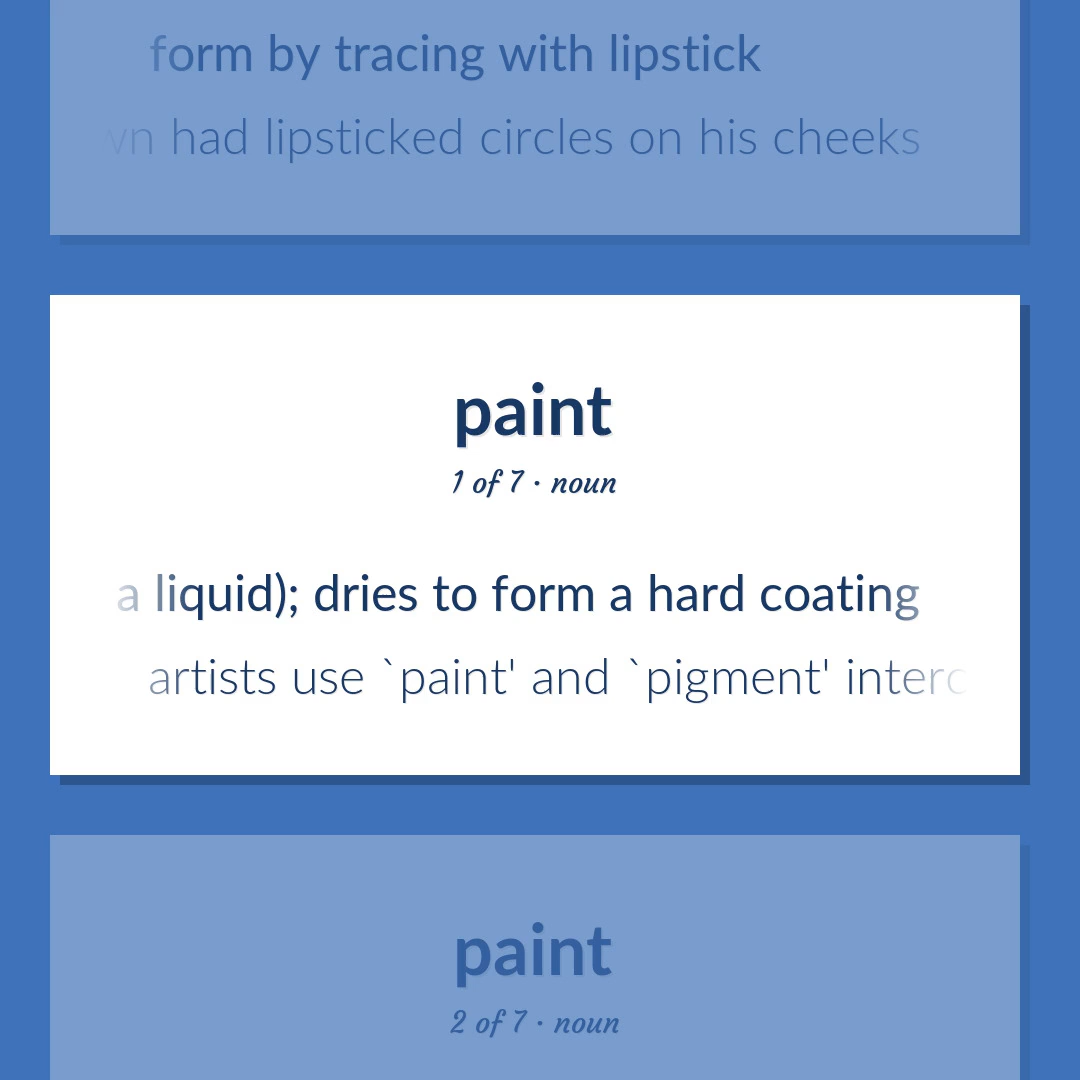 form by tracing with lipstick
had lipsticked circles on his cheeks
paint
1 of 7 · noun
a liquid); dries to form a hard coating
artists use `paint' and `pigment' interc
paint
2 of 7 · noun